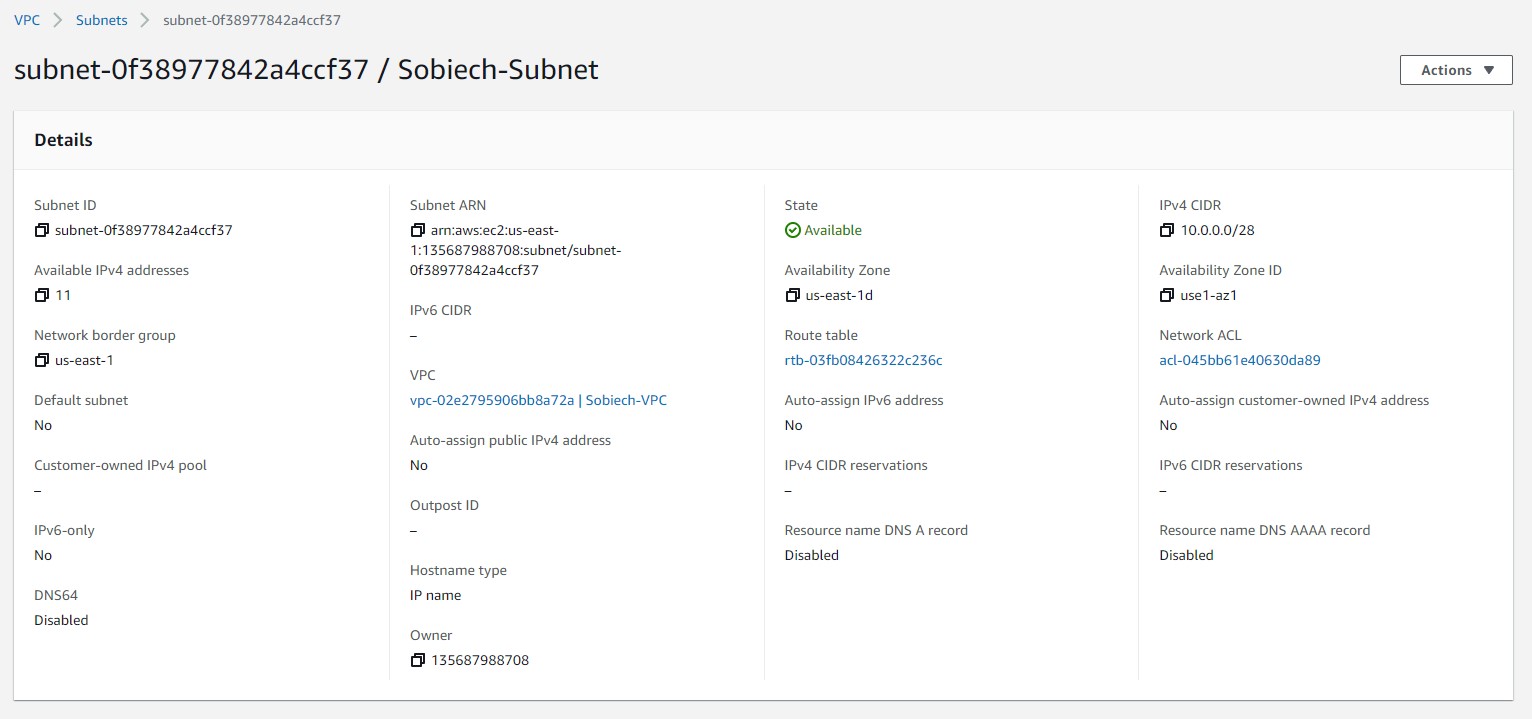 VPC > Subnets > subnet-0f38977842a4ccf37
subnet-0f38977842a4ccf37 / Sobiech-Subnet
Actions
Details
Subnet ID
subnet-0f38977842a4ccf37
Available IPv4 addresses
11
Network border group
us-east-1
Default subnet
No
Customer-owned IPv4 pool
–
IPv6-only
No
DNS64
Disabled
Subnet ARN
arn:aws:ec2:us-east-
1:135687988708:subnet/subnet-
0f38977842a4ccf37
IPv6 CIDR
–
VPC
vpc-02e2795906bb8a72a | Sobiech-VPC
Auto-assign public IPv4 address
No
Outpost ID
–
Hostname type
IP name
Owner
135687988708
State
Available
Availability Zone
us-east-1d
Route table
rtb-03fb08426322c236c
Auto-assign IPv6 address
No
IPv4 CIDR reservations
–
Resource name DNS A record
Disabled
IPv4 CIDR
10.0.0.0/28
Availability Zone ID
use1-az1
Network ACL
acl-045bb61e40630da89
Auto-assign customer-owned IPv4 address
No
IPv6 CIDR reservations
–
Resource name DNS AAAA record
Disabled